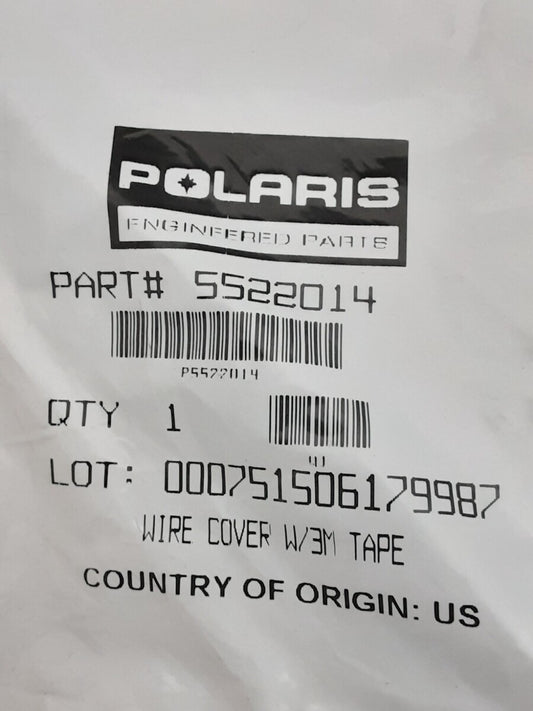 POLARIS
ENGINEERED PARTS
PART# 5522014
P5522014
QTY 1
LOT: 000751506179987
WIRE COVER W/3M TAPE
COUNTRY OF ORIGIN: US